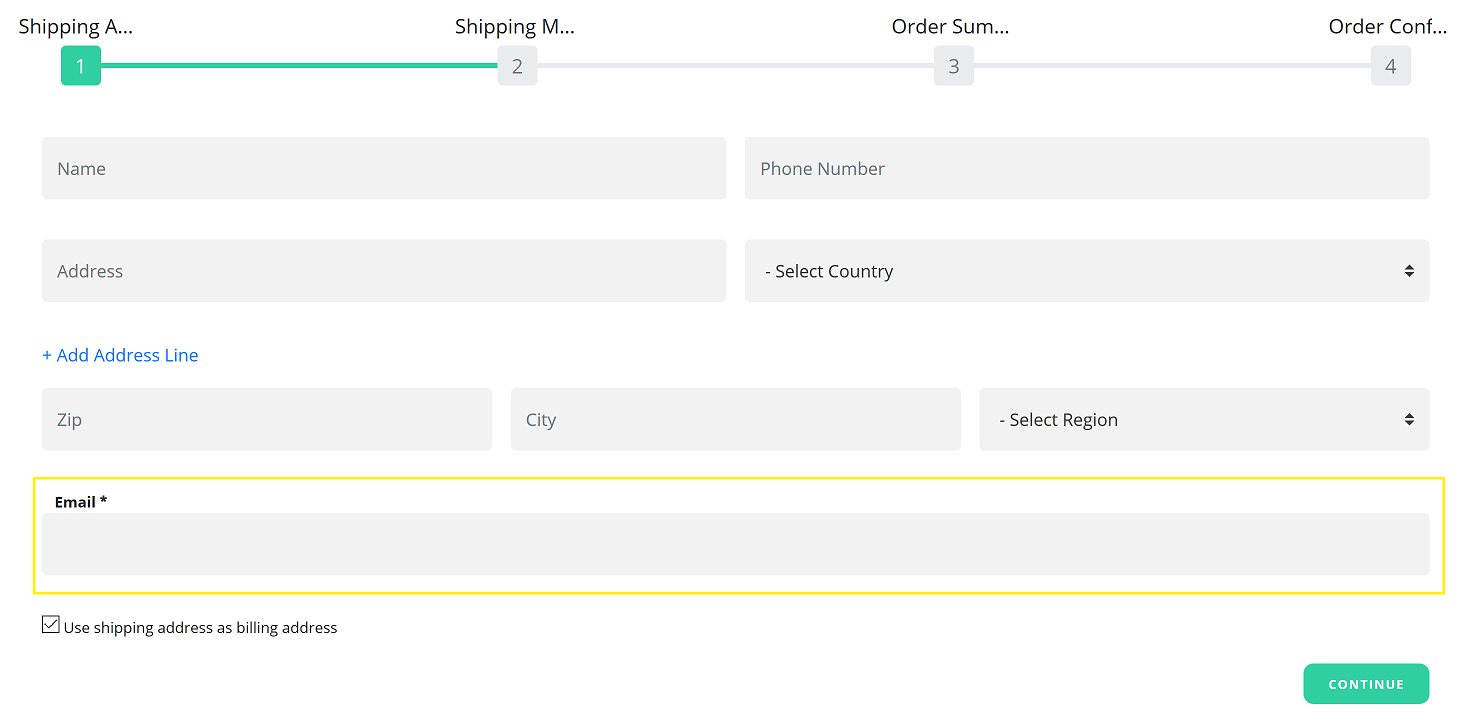 Shipping A... Shipping M... Order Sum... Order Conf...
1 2 3 4
Name Phone Number
Address - Select Country
+ Add Address Line
Zip City - Select Region
Email *
Use shipping address as billing address
CONTINUE